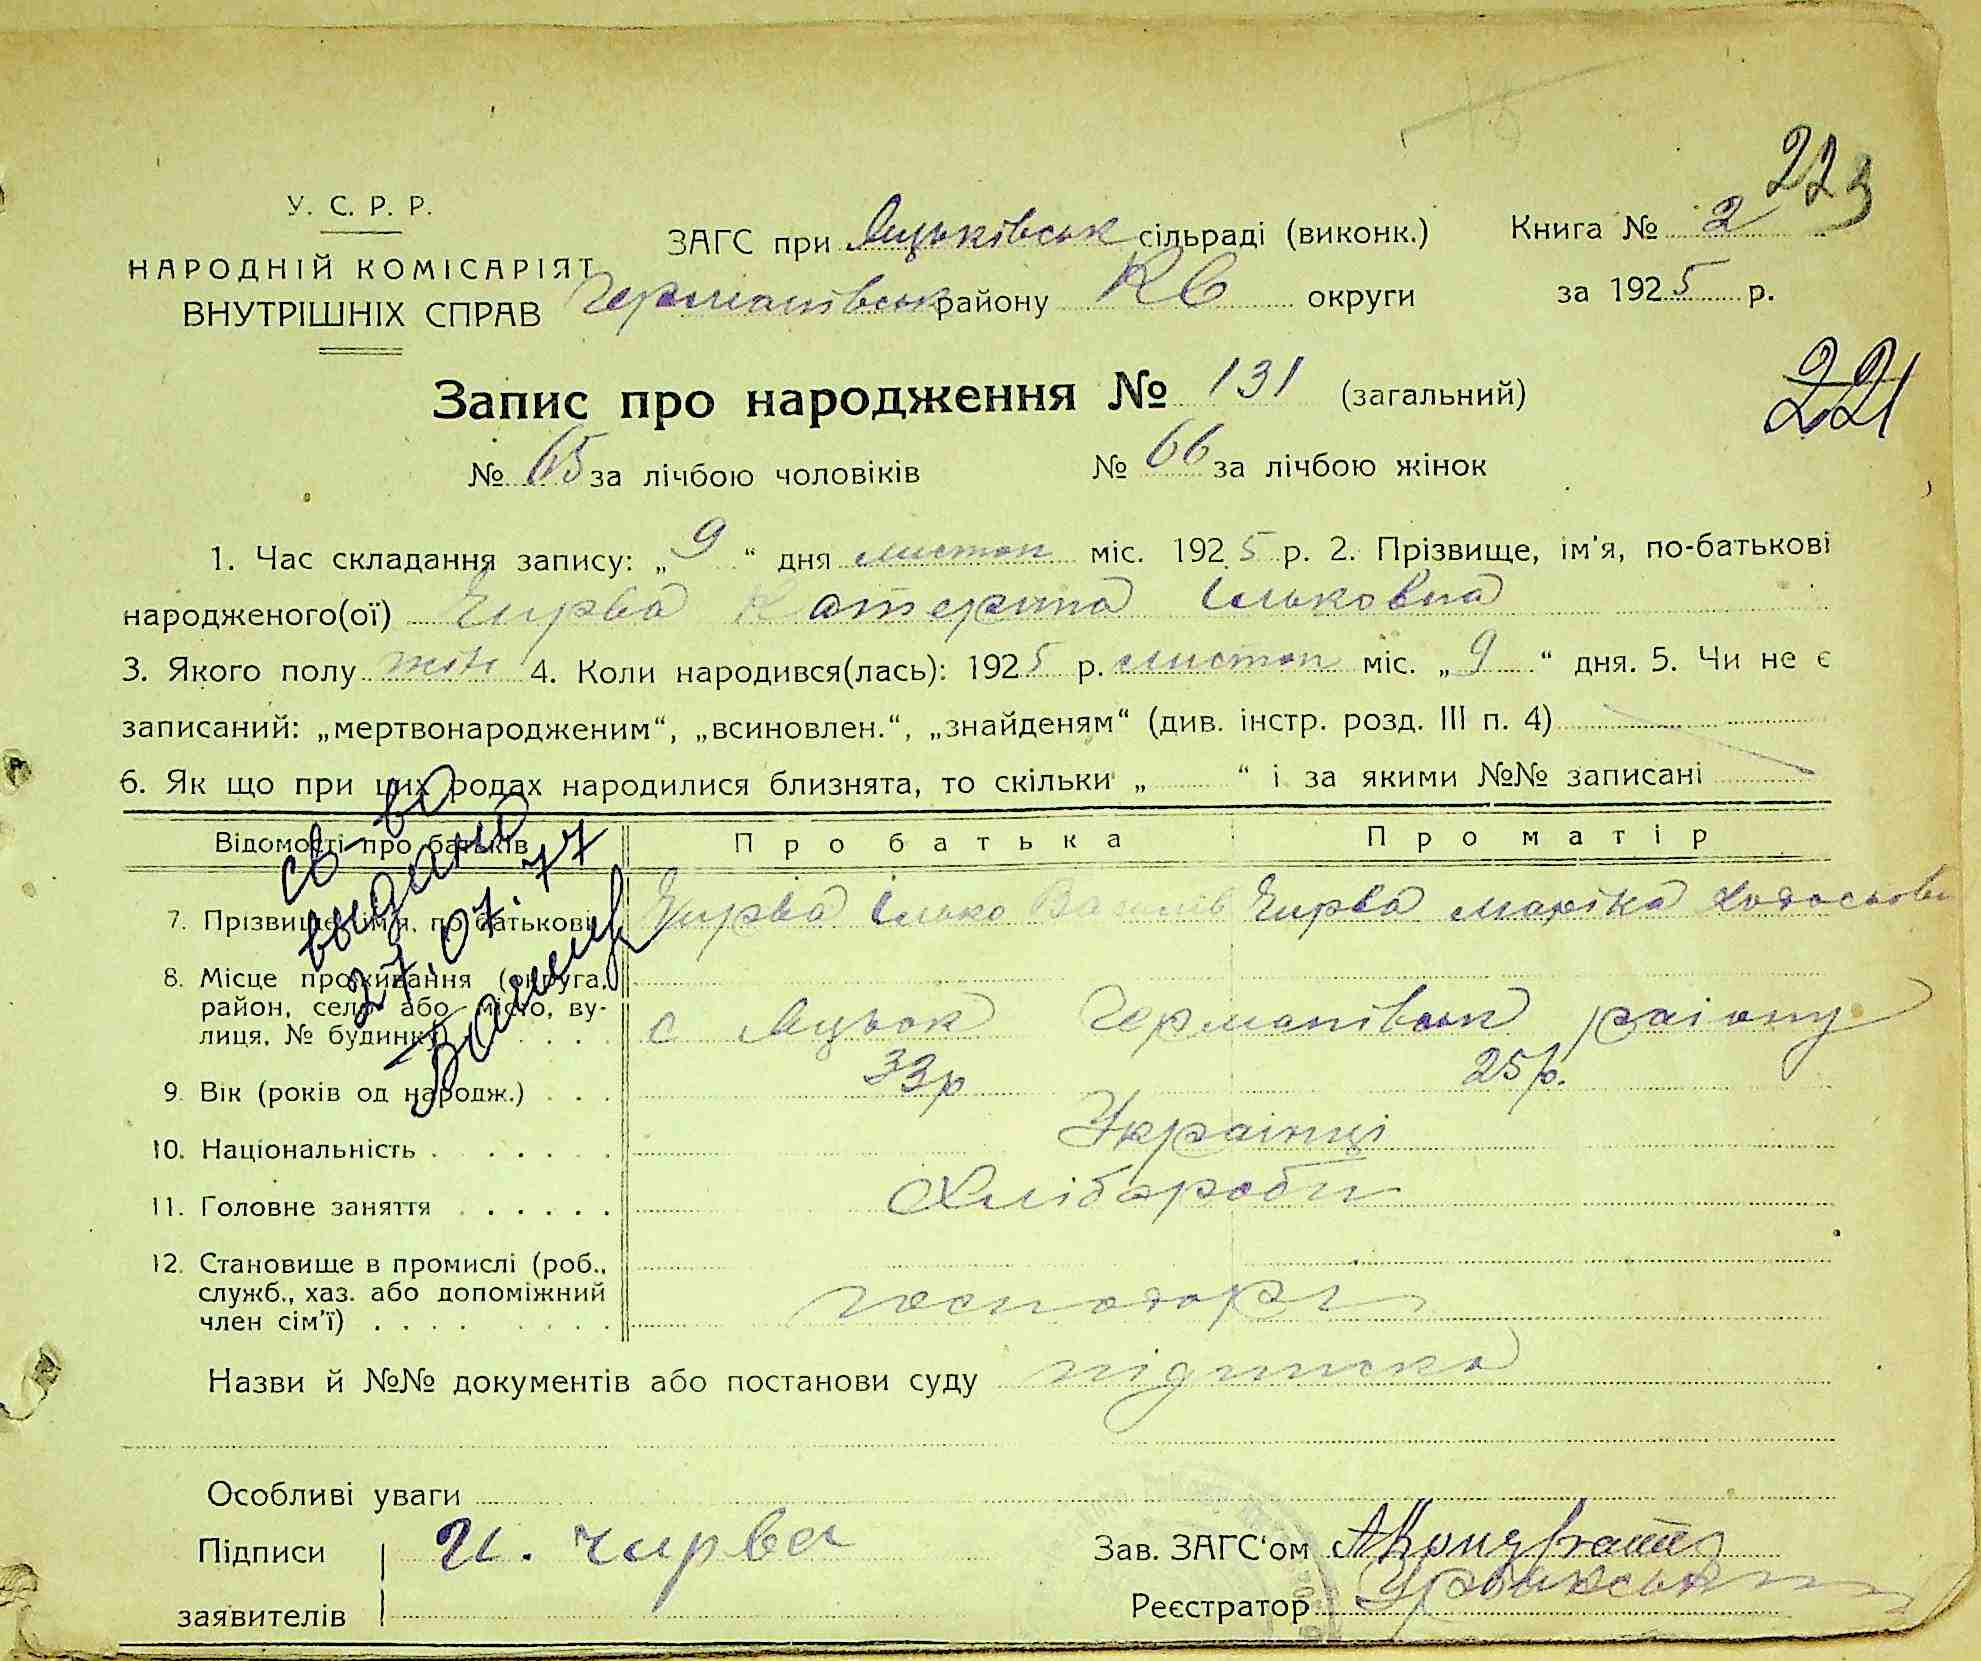 223
У. С. Р. Р.
НАРОДНІЙ КОМІСАРІЯТ
ВНУТРІШНІХ СПРАВ
ЗАГС при Яцьківськ сільраді (виконк.) Книга № 2
Германівськ району КО округи за 1925 р.
221
Запис про народження № 131 (загальний)
№ 65 за лічбою чоловіків № 66 за лічбою жінок
1. Час складання запису: „ 9 “ дня листоп міс. 1925 р. 2. Прізвище, ім'я, по-батькові
народженого(ої) Чирва Катерина Ильковна
3. Якого полу жін 4. Коли народився(лась): 1925 р. листоп міс. „ 9 “ дня. 5. Чи не є
записаний: „мертвонародженим“, „всиновлен.“, „знайденям“ (див. інстр. розд. III п. 4)
6. Як що при цих родах народилися близнята, то скільки „ “ і за якими №№ записані
Відомості про батьків Про батька Про матір
св-во
выдано
27.07.77
7. Прізвище, ім'я, по батькові Чирва Ілько Васил Чирва Маріка
8. Місце проживання (округа, район, село або місто, ву-
лиця, № будинку) с Яцьок Германівськ району
9. Вік (років од народж.) . . . 33р 25р.
10. Національність . . . . . . . Українці
11. Головне заняття . . . . . . Хлібороби
12. Становище в промислі (роб.,
служб., хаз. або допоміжний
член сім'ї) . . . . . . . . господарі
Назви й №№ документів або постанови суду підписка
Особливі уваги
Підписи И. Чирва Зав. ЗАГС'ом
заявителів Реєстратор